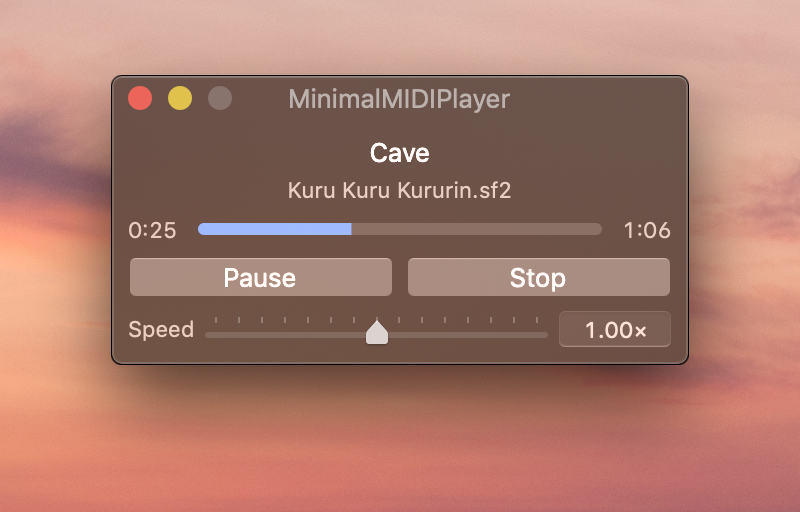 MinimalMIDIPlayer
Cave
Kuru Kuru Kururin.sf2
0:25 1:06
Pause Stop
Speed 1.00×